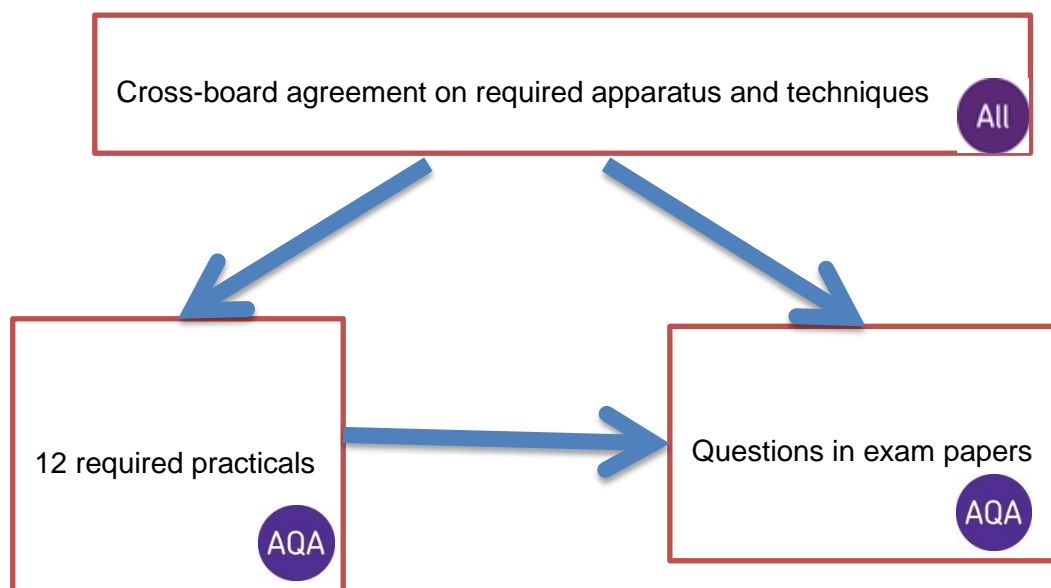 Cross-board agreement on required apparatus and techniques
All
12 required practicals
AQA
Questions in exam papers
AQA